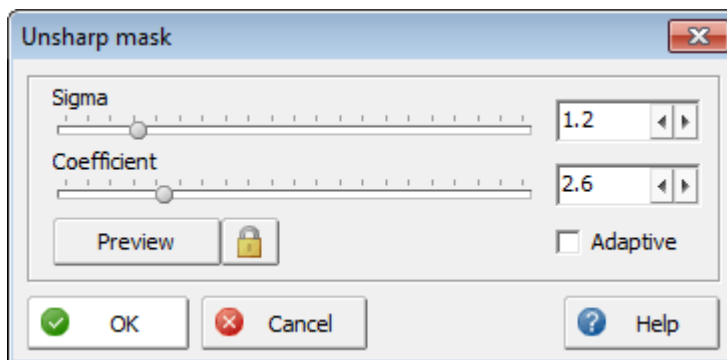 Unsharp mask
Sigma
1.2
Coefficient
2.6
Preview
Adaptive
OK
Cancel
Help